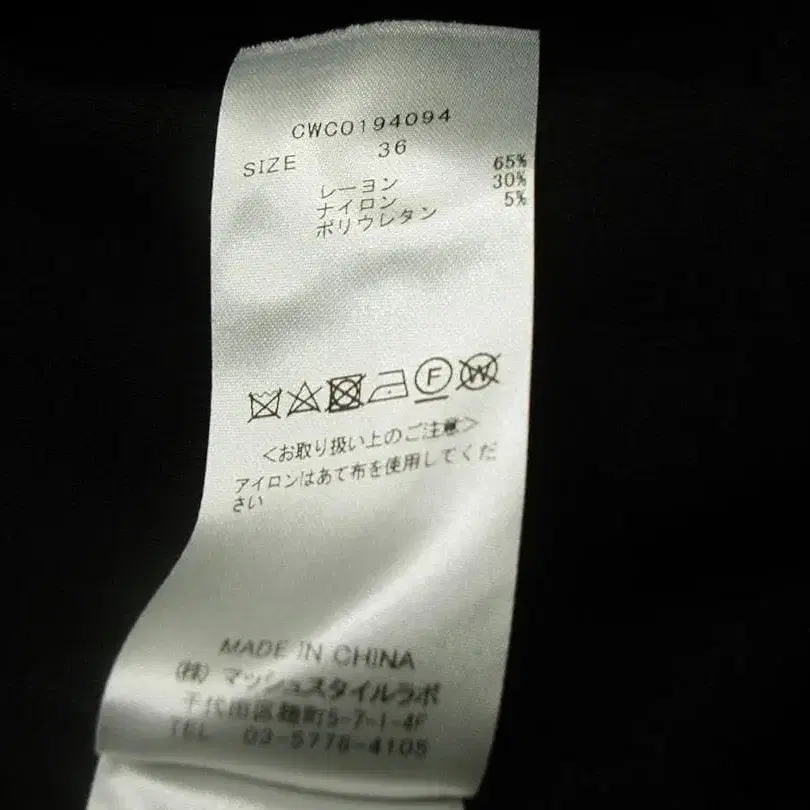 CWC0194094
SIZE 36
レーヨン 65%
ナイロン 30%
ポリウレタン 5%
F W
＜お取り扱い上のご注意＞
アイロンはあて布を使用してくだ
さい
MADE IN CHINA
(株) マッシュスタイルラボ
千代田区麹町5-7-1-4F
TEL 03-5778-4105